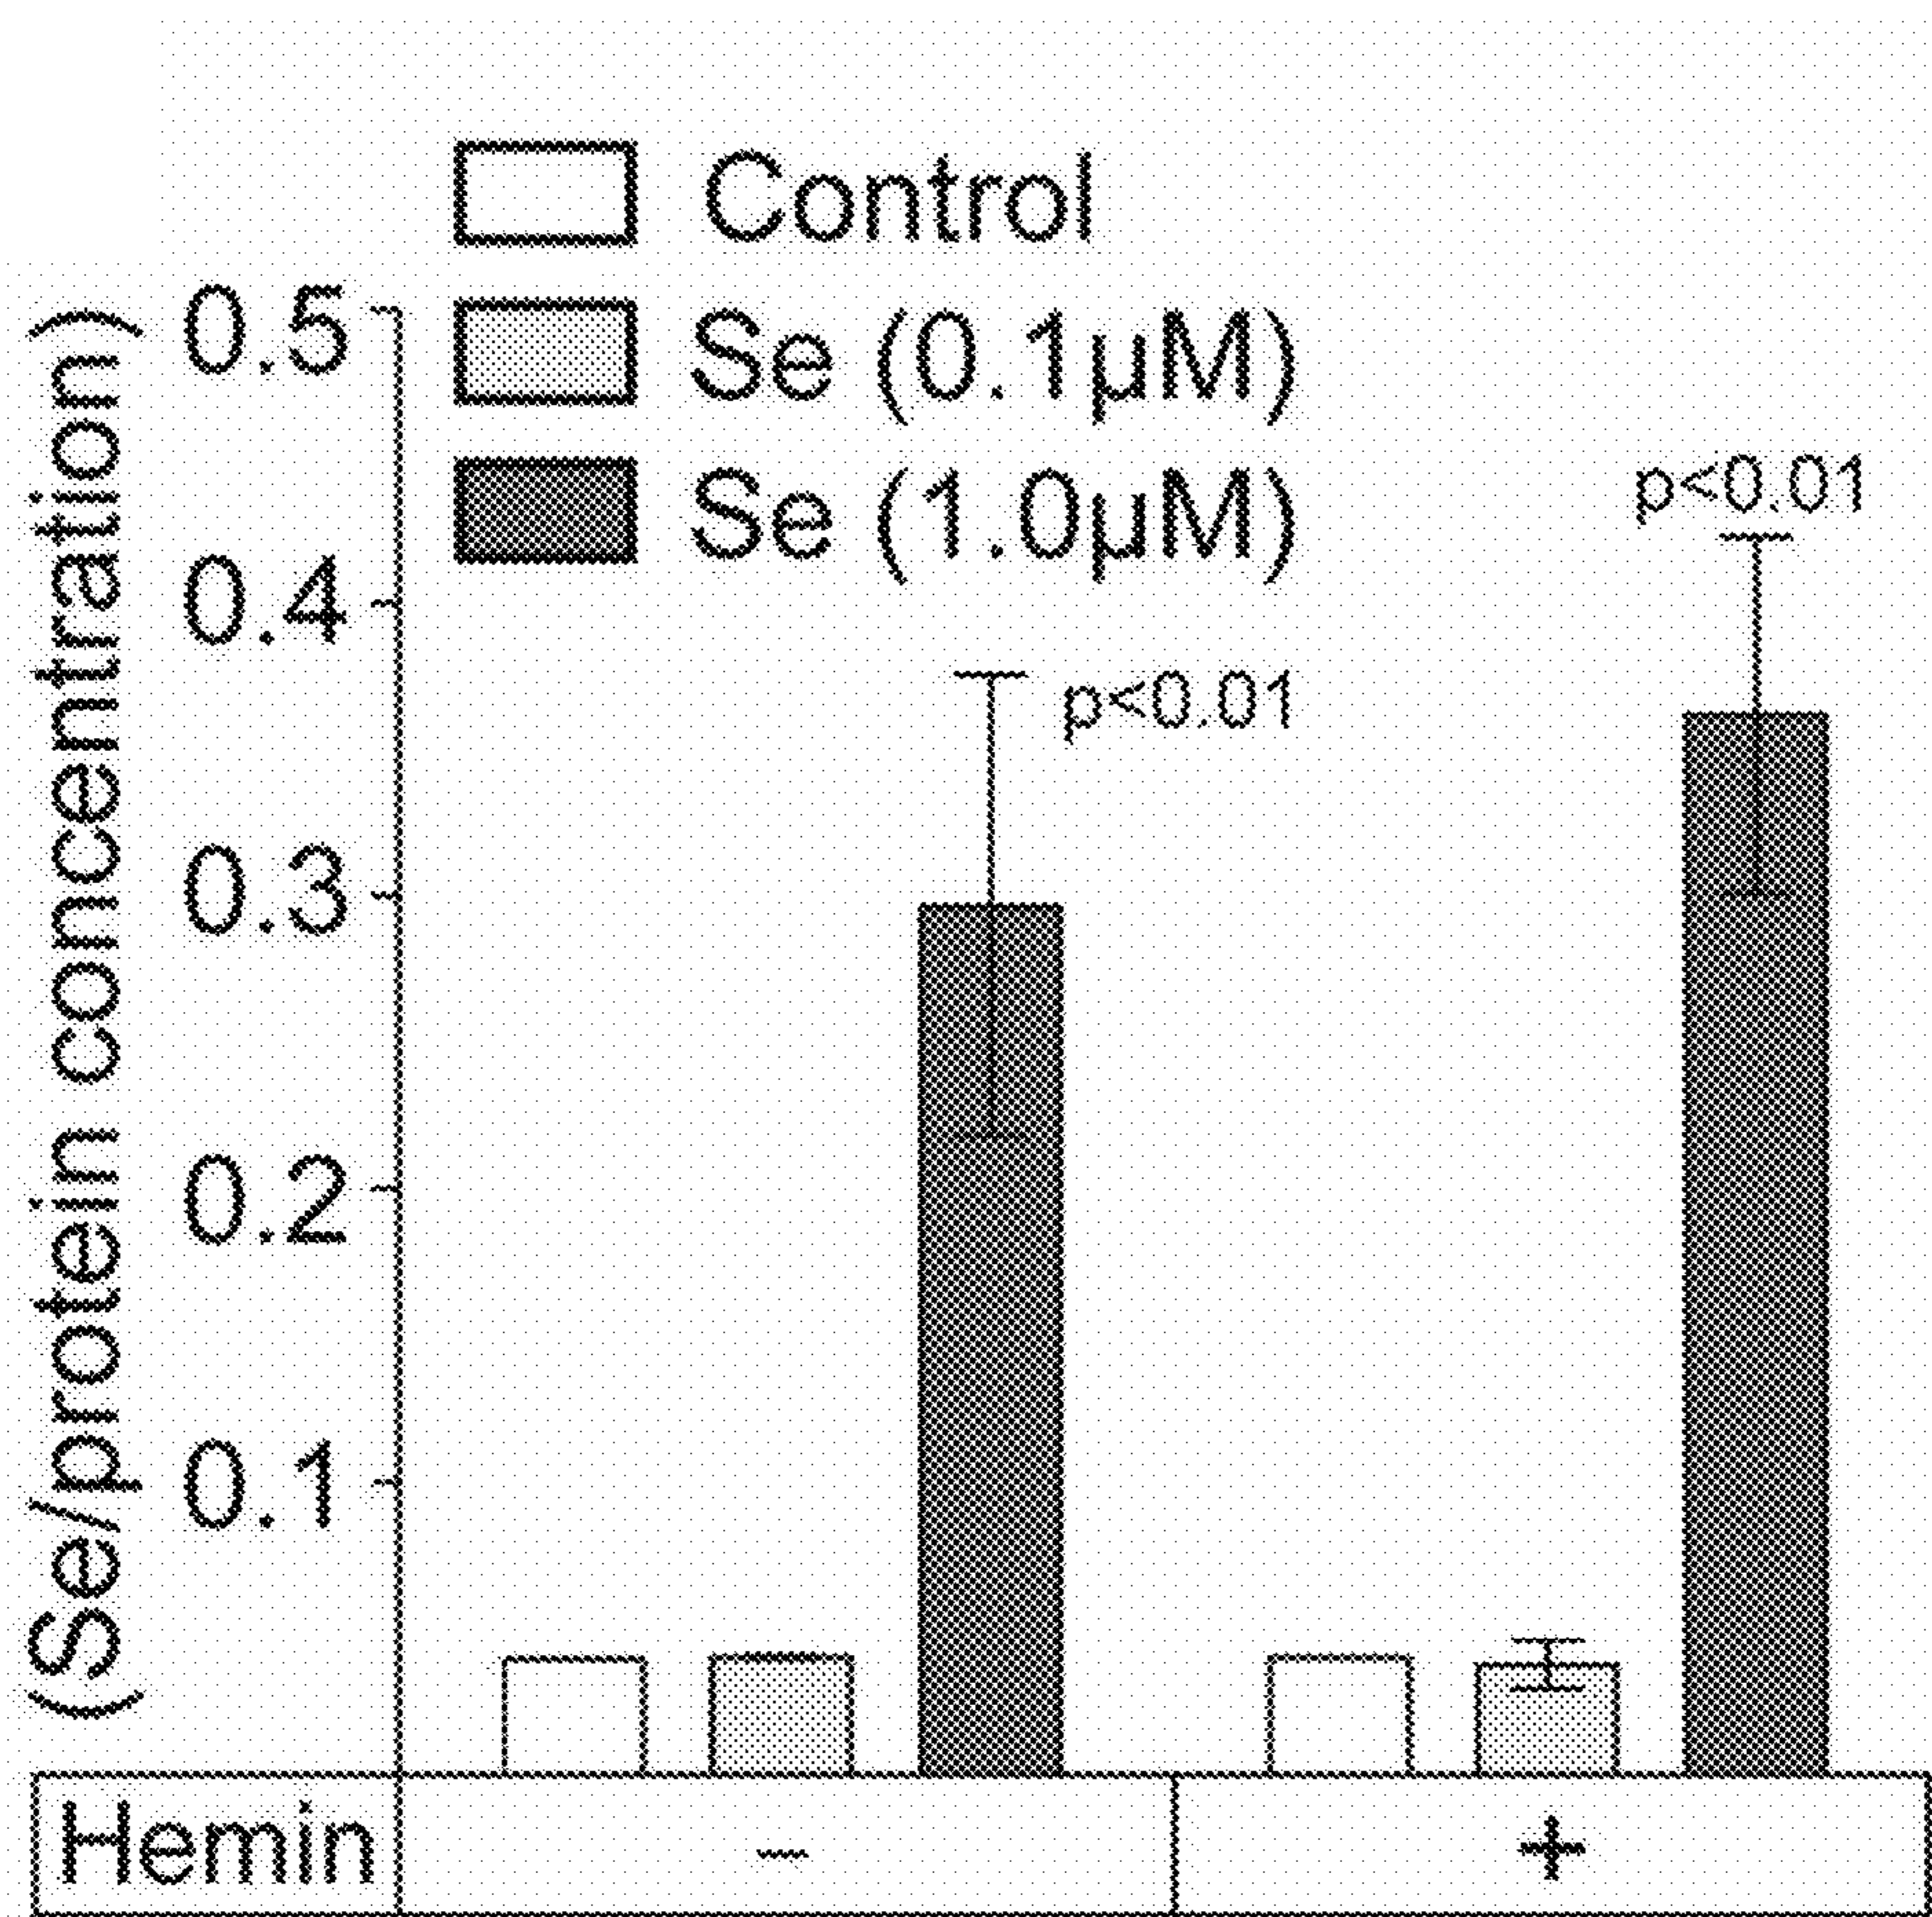 Control
Se (0.1µM)
Se (1.0µM)
(Se/protein concentration)
0.5
0.4
0.3
0.2
0.1
p<0.01
p<0.01
Hemin - +